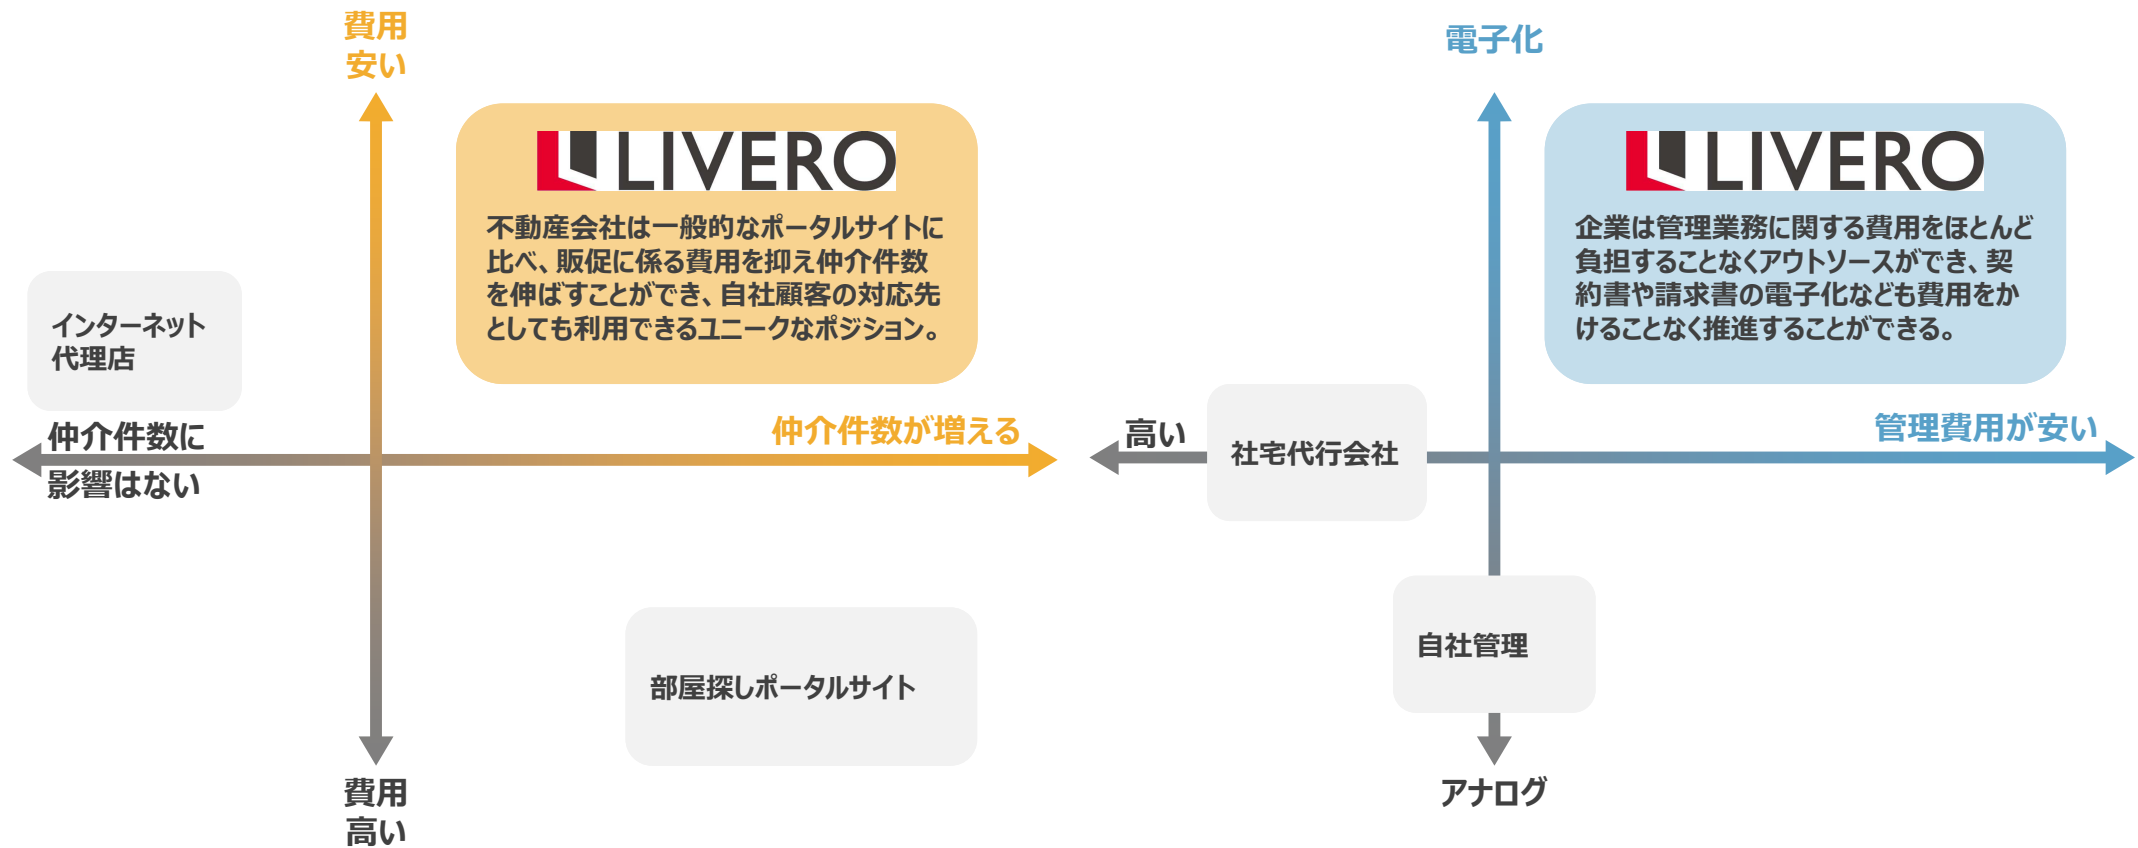 費用
安い
LIVERO
不動産会社は一般的なポータルサイトに
比べ、販促に係る費用を抑え仲介件数
を伸ばすことができ、自社顧客の対応先
としても利用できるユニークなポジション。
インターネット
代理店
仲介件数に
影響はない
仲介件数が増える
部屋探しポータルサイト
費用
高い
電子化
LIVERO
企業は管理業務に関する費用をほとんど
負担することなくアウトソースができ、契
約書や請求書の電子化なども費用をか
けることなく推進することができる。
高い
社宅代行会社
管理費用が安い
自社管理
アナログ